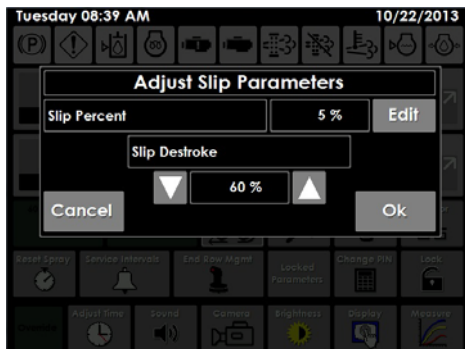 Tuesday 08:39 AM 10/22/2013
(P)
Adjust Slip Parameters
Slip Percent 5 % Edit
Slip Destroke
60 %
Cancel Ok
Reset Spray Service Intervals End Row Mgmt Locked Parameters Change PIN Lock
Operate Adjust Time Sound Camera Brightness Display Measure